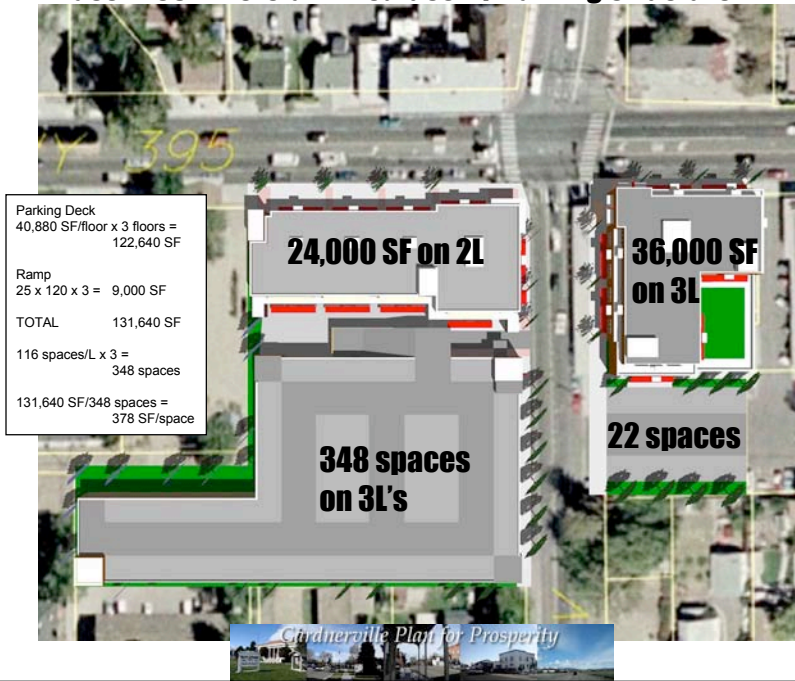 395
Parking Deck
40,880 SF/floor x 3 floors =
122,640 SF
Ramp
25 x 120 x 3 = 9,000 SF
TOTAL 131,640 SF
116 spaces/L x 3 =
348 spaces
131,640 SF/348 spaces =
378 SF/space
24,000 SF on 2L
36,000 SF
on 3L
22 spaces
348 spaces
on 3L's
Gardnerville Plan for Prosperity